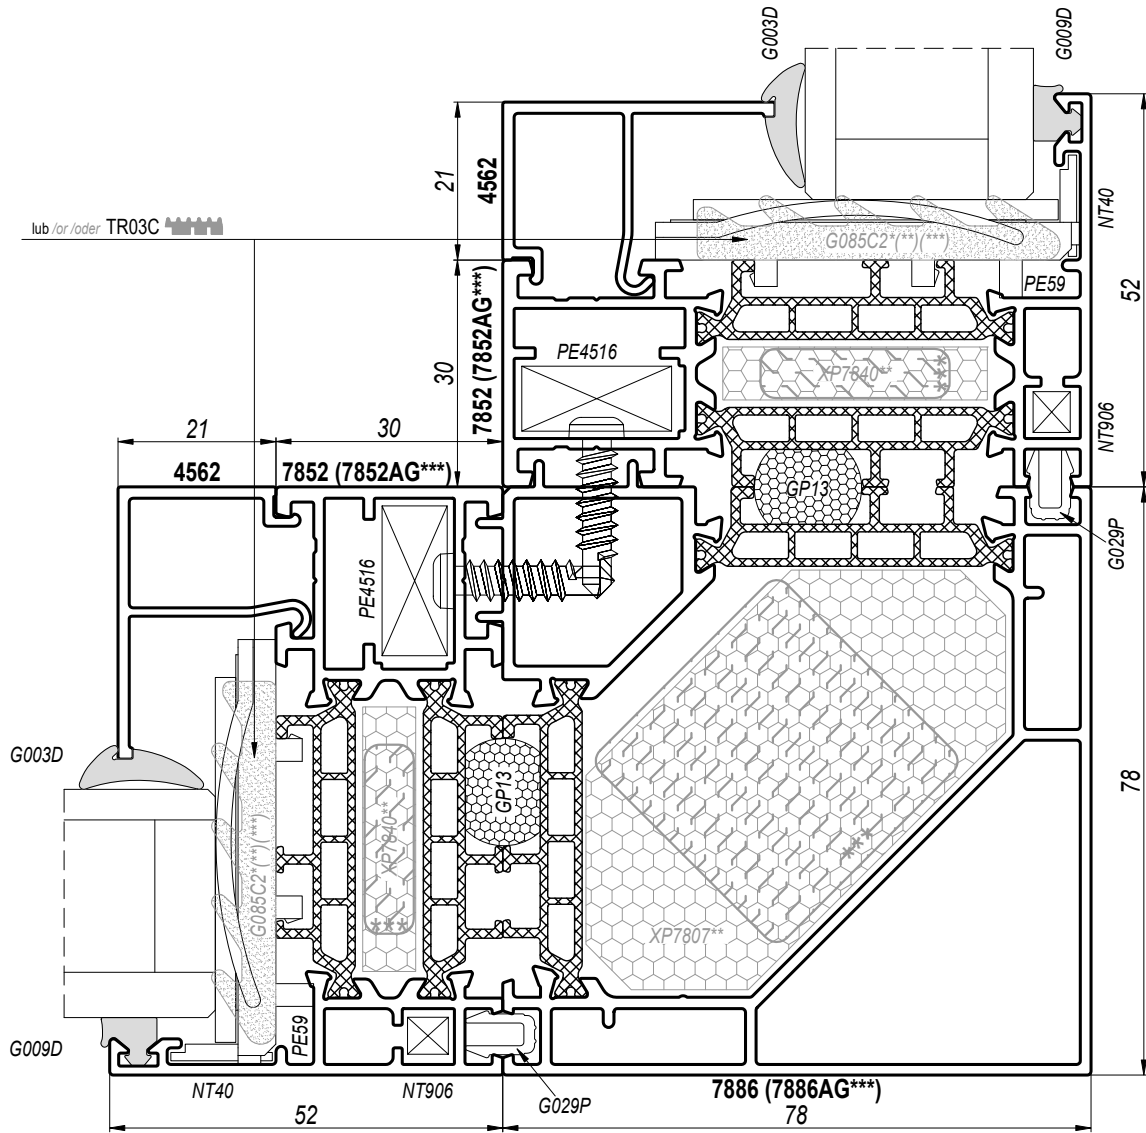 G003D
G009D
21
4562
lub /or /oder TR03C
NT40
G085C2*(**)(***)
PE59
52
30
7852 (7852AG***)
PE4516
XP7840**
***
NT906
21
30
4562
7852 (7852AG***)
GP13
G029P
PE4516
G003D
GP13
78
XP7840**
***
G085C2*(**)(***)
***
XP7807**
PE59
G009D
NT40
NT906
G029P
7886 (7886AG***)
52
78